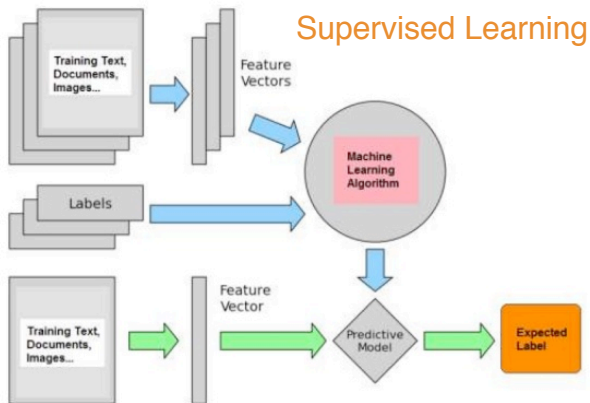 Supervised Learning
Training Text,
Documents,
Images...
Feature
Vectors
Machine
Learning
Algorithm
Labels
Feature
Vector
Training Text,
Documents,
Images...
Predictive
Model
Expected
Label